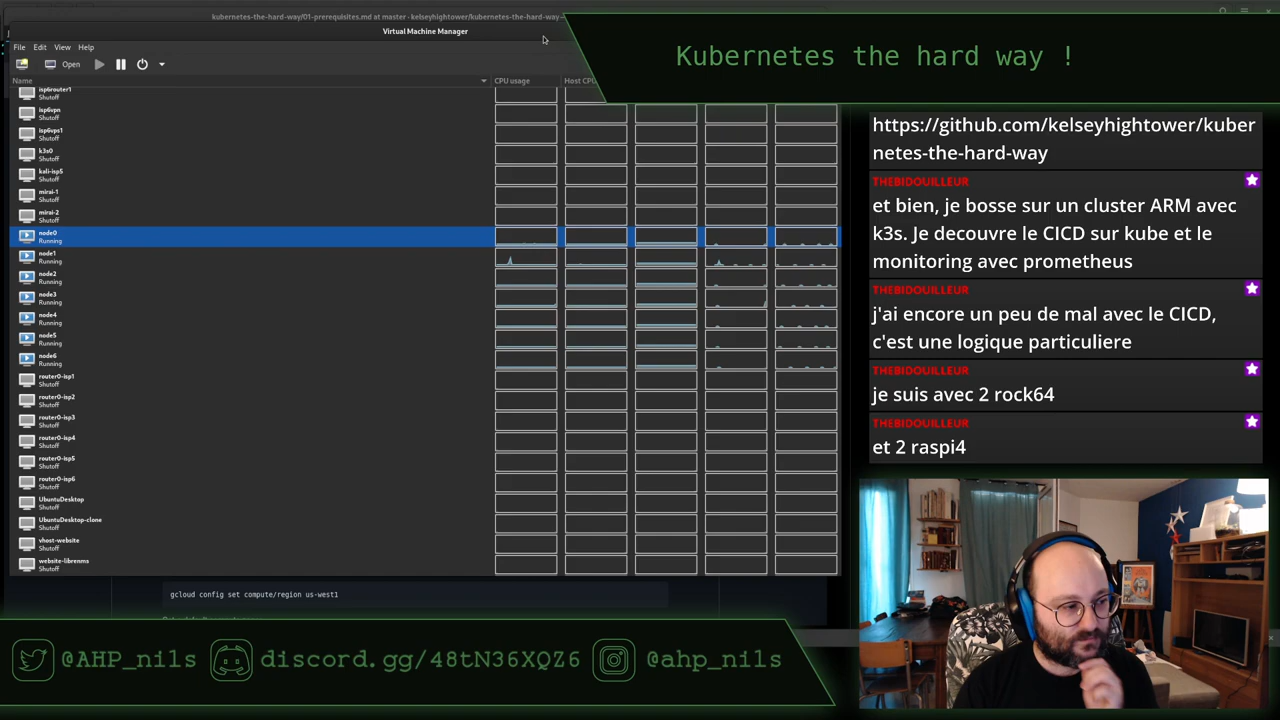 kubernetes-the-hard-way/01-prerequisites.md at master · kelseyhightower/kubernetes-the-hard-way
Virtual Machine Manager
File Edit View Help
Open
Name CPU usage Host CPU
isp6router1
Shutoff
isp6vpn
Shutoff
isp6vps1
Shutoff
k3s0
Shutoff
kali-isp5
Shutoff
mirai-1
Shutoff
mirai-2
Shutoff
node0
Running
node1
Running
node2
Running
node3
Running
node4
Running
node5
Running
node6
Running
router0-isp1
Shutoff
router0-isp2
Shutoff
router0-isp3
Shutoff
router0-isp4
Shutoff
router0-isp5
Shutoff
router0-isp6
Shutoff
UbuntuDesktop
Shutoff
UbuntuDesktop-clone
Shutoff
vhost-website
Shutoff
website-librenms
Shutoff
gcloud config set compute/region us-west1
Kubernetes the hard way !
https://github.com/kelseyhightower/kuber
netes-the-hard-way
THEBIDOUILLEUR
et bien, je bosse sur un cluster ARM avec
k3s. Je decouvre le CICD sur kube et le
monitoring avec prometheus
THEBIDOUILLEUR
j'ai encore un peu de mal avec le CICD,
c'est une logique particuliere
THEBIDOUILLEUR
je suis avec 2 rock64
THEBIDOUILLEUR
et 2 raspi4
@AHP_nils discord.gg/48tN36XQZ6 @ahp_nils